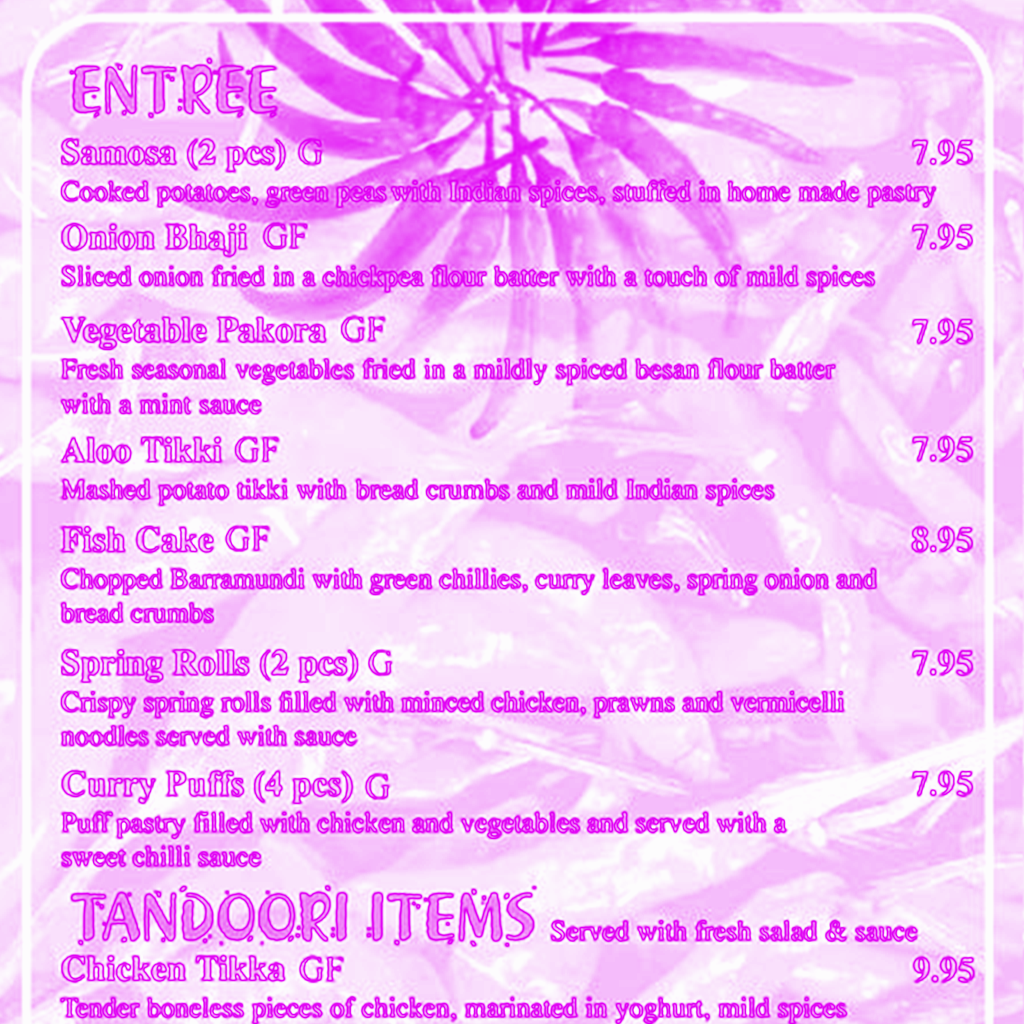 ENTREE
Samosa (2 pcs) G 7.95
Cooked potatoes, green peas with Indian spices, stuffed in home made pastry
Onion Bhaji GF 7.95
Sliced onion fried in a chickpea flour batter with a touch of mild spices
Vegetable Pakora GF 7.95
Fresh seasonal vegetables fried in a mildly spiced besan flour batter
with a mint sauce
Aloo Tikki GF 7.95
Mashed potato tikki with bread crumbs and mild Indian spices
Fish Cake GF 8.95
Chopped Barramundi with green chillies, curry leaves, spring onion and
bread crumbs
Spring Rolls (2 pcs) G 7.95
Crispy spring rolls filled with minced chicken, prawns and vermicelli
noodles served with sauce
Curry Puffs (4 pcs) G 7.95
Puff pastry filled with chicken and vegetables and served with a
sweet chilli sauce
TANDOORI ITEMS Served with fresh salad & sauce
Chicken Tikka GF 9.95
Tender boneless pieces of chicken, marinated in yoghurt, mild spices